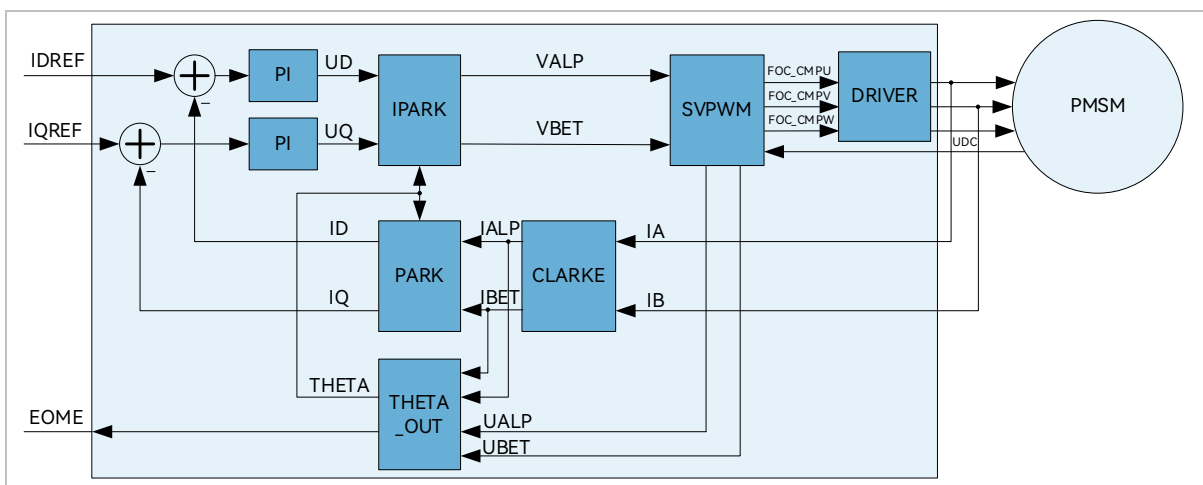 IDREF
PI
UD
IPARK
VALP
SVPWM
FOC_CMPU
FOC_CMPV
FOC_CMPW
DRIVER
PMSM
IQREF
PI
UQ
VBET
UDC
−
−
ID
PARK
IALP
CLARKE
IA
IQ
IBET
IB
THETA
THETA
_OUT
EOME
UALP
UBET